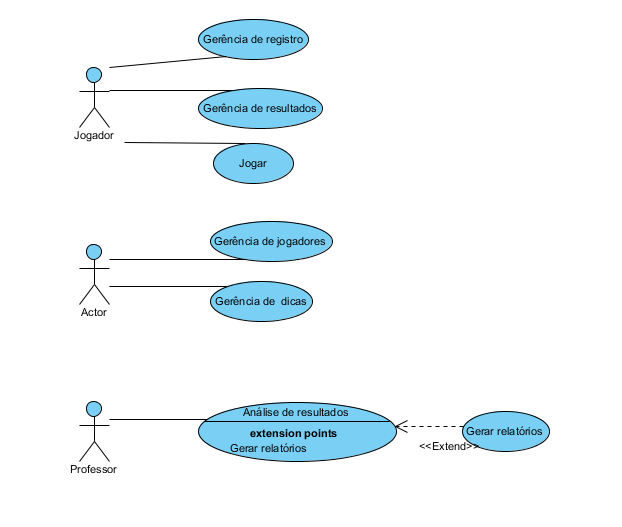 Gerência de registro
Gerência de resultados
Jogador
Jogar
Gerência de jogadores
Gerência de  dicas
Actor
Análise de resultados
extension points
Gerar relatórios
Gerar relatórios
<<Extend>>
Professor